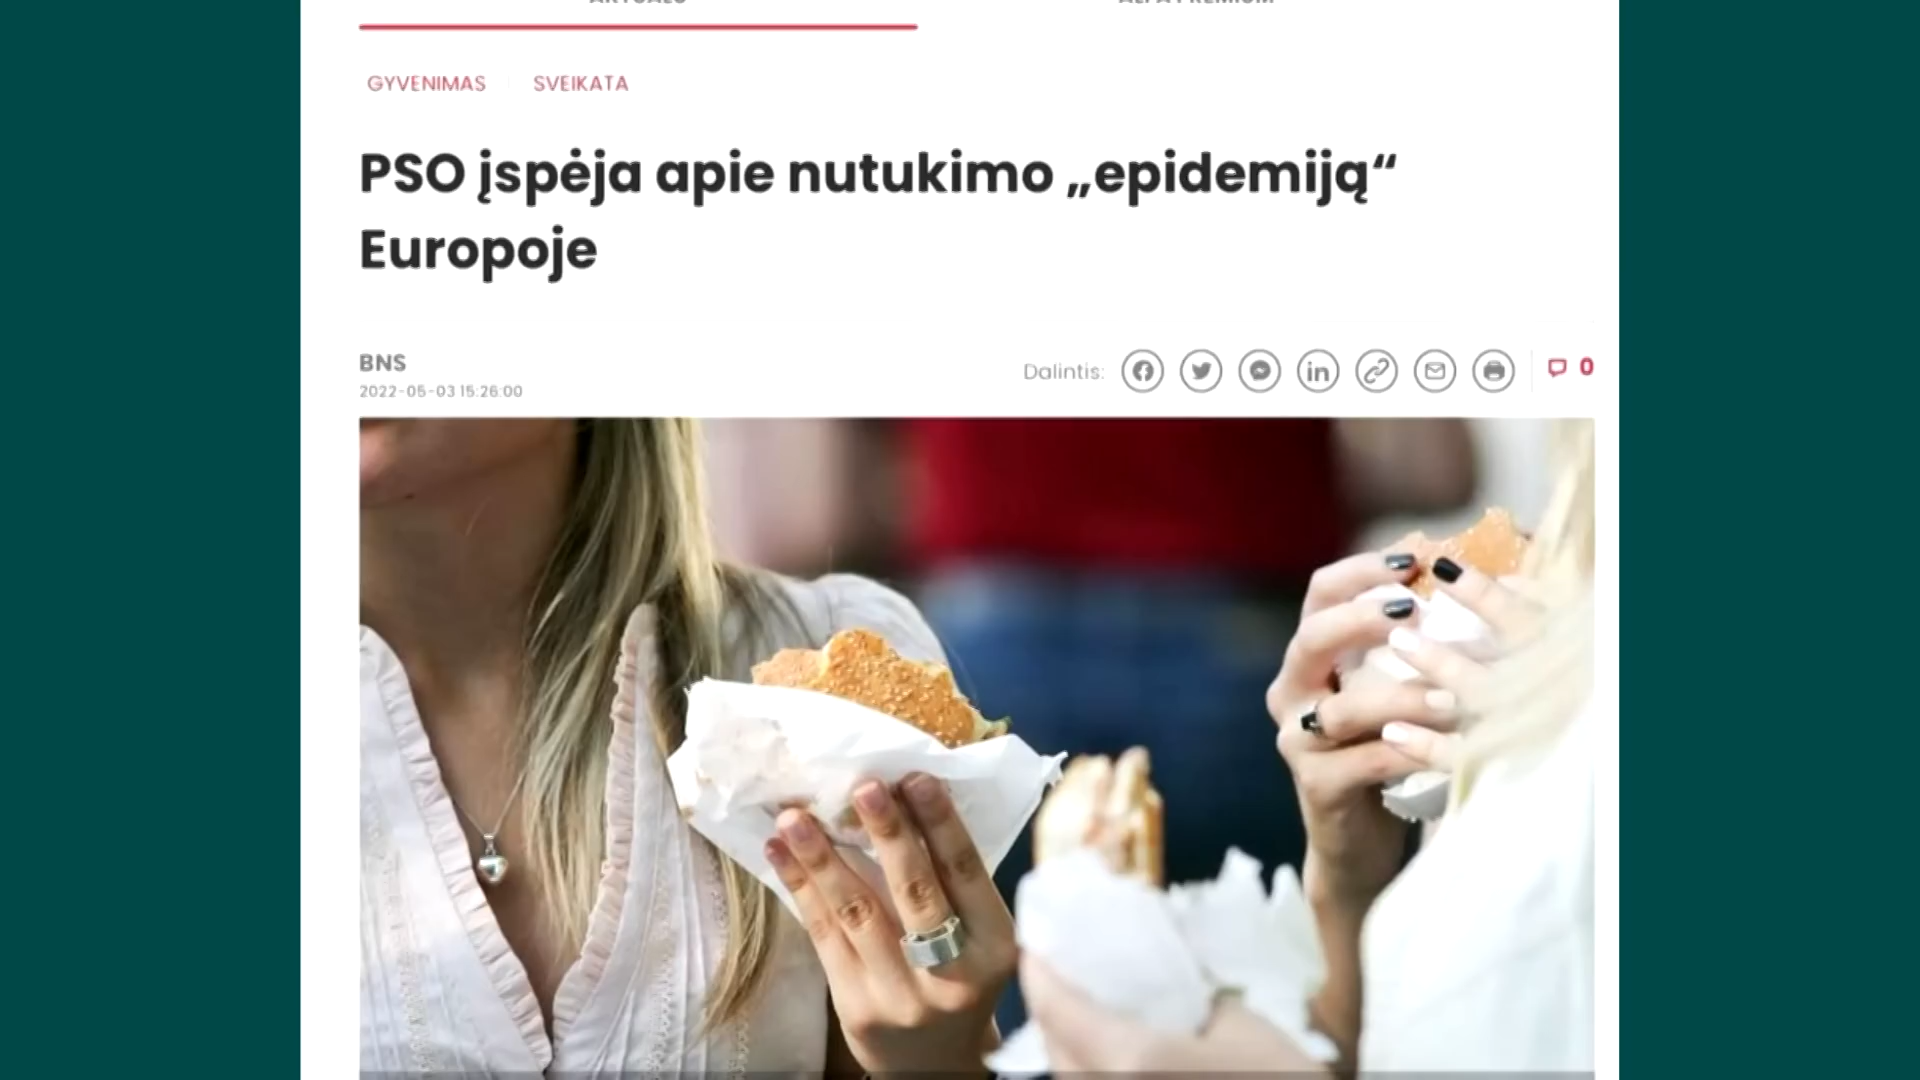 GYVENIMAS SVEIKATA
PSO įspėja apie nutukimo „epidemiją“
Europoje
BNS
Dalintis:
0
2022-05-03 15:26:00